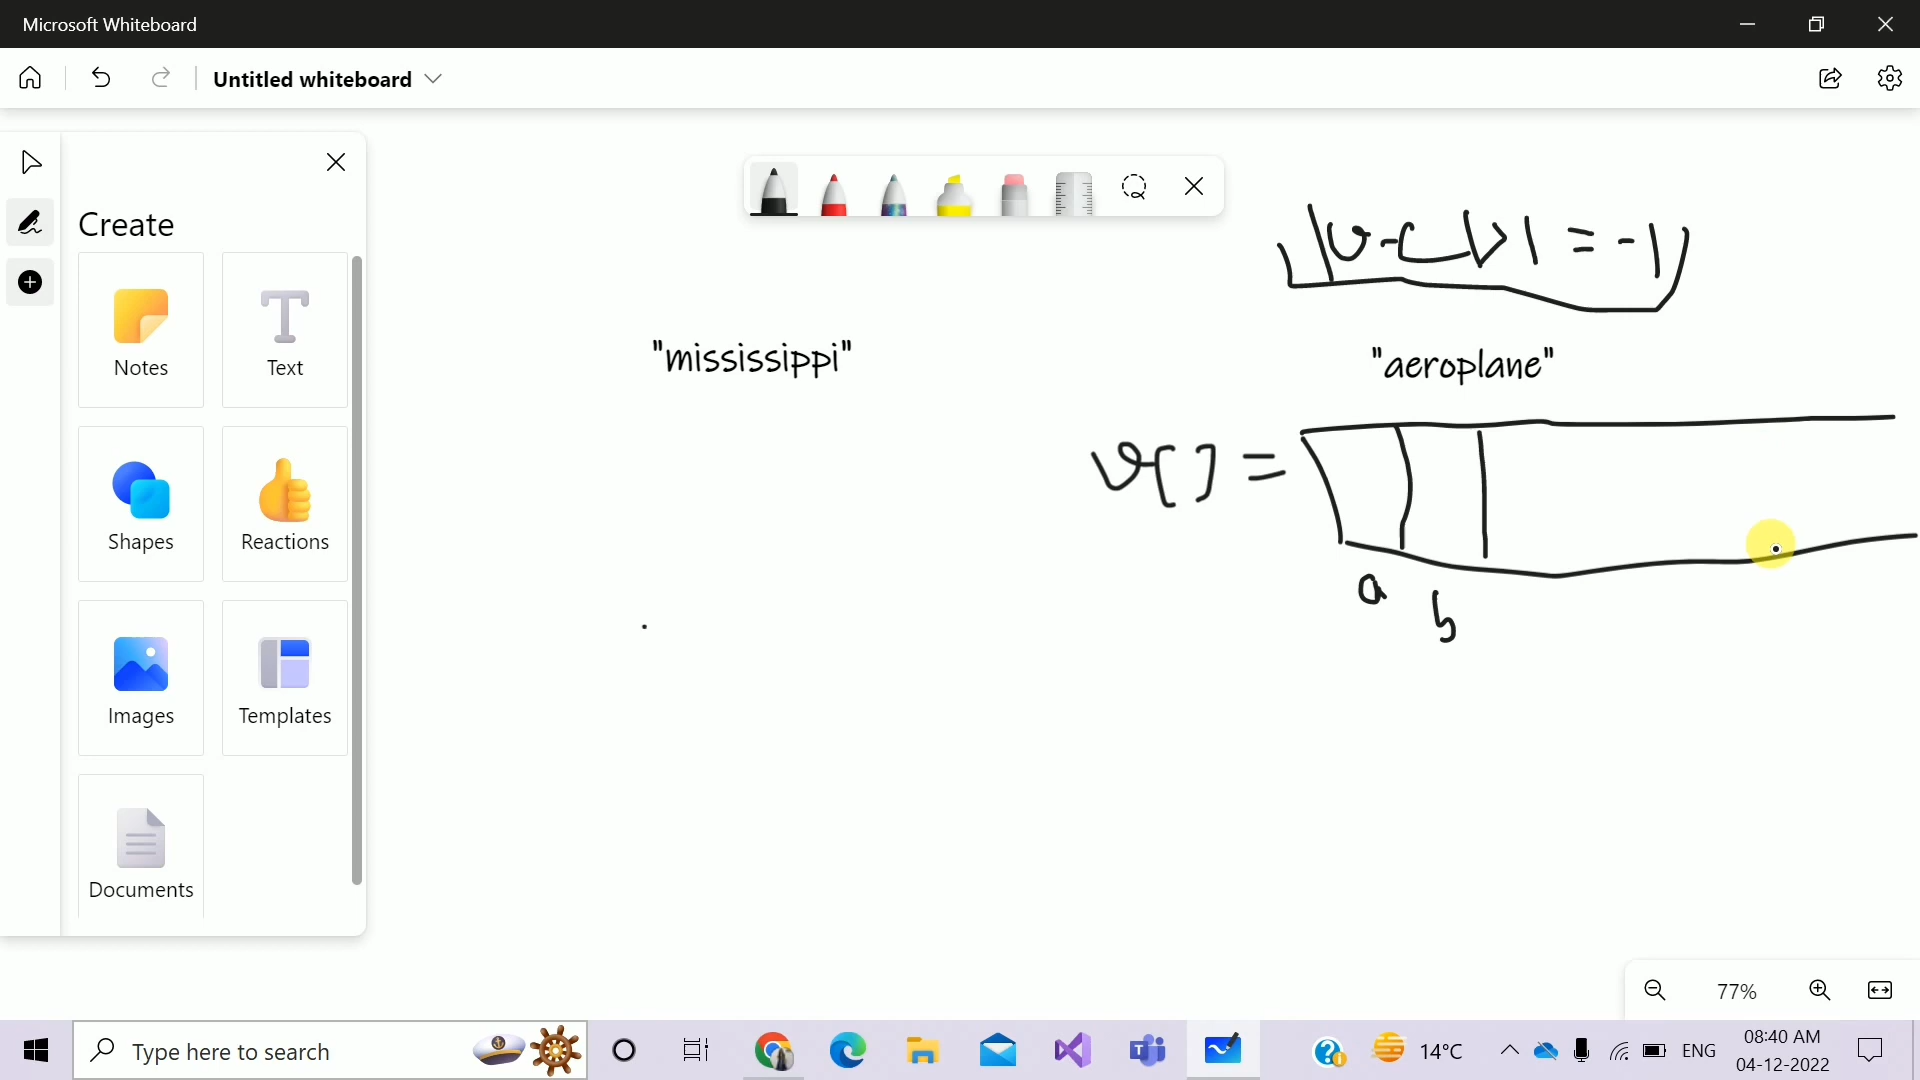 Microsoft Whiteboard
Untitled whiteboard
Create
Notes
Text
Shapes
Reactions
Images
Templates
Documents
= -1
"mississippi"
"aeroplane"
v[] =
a
b
77%
Type here to search
14°C
ENG
08:40 AM
04-12-2022